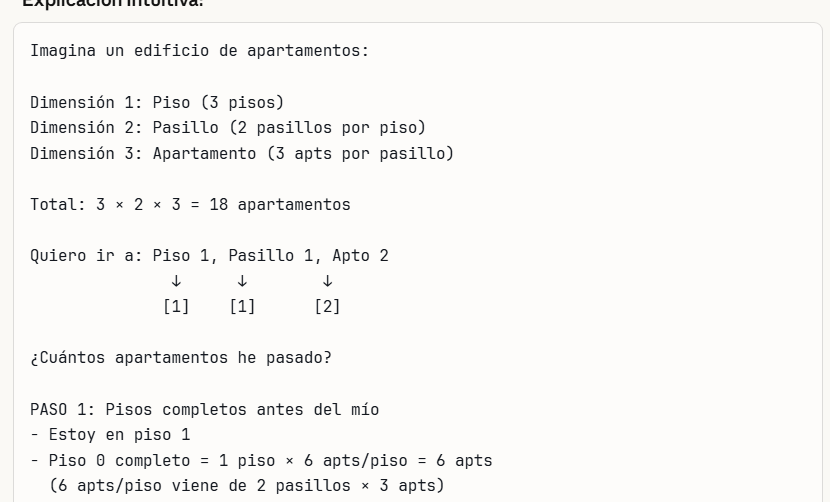 Explicación intuitiva:
Imagina un edificio de apartamentos:
Dimensión 1: Piso (3 pisos)
Dimensión 2: Pasillo (2 pasillos por piso)
Dimensión 3: Apartamento (3 apts por pasillo)
Total: 3 × 2 × 3 = 18 apartamentos
Quiero ir a: Piso 1, Pasillo 1, Apto 2
↓ ↓ ↓
[1] [1] [2]
¿Cuántos apartamentos he pasado?
PASO 1: Pisos completos antes del mío
- Estoy en piso 1
- Piso 0 completo = 1 piso × 6 apts/piso = 6 apts
(6 apts/piso viene de 2 pasillos × 3 apts)